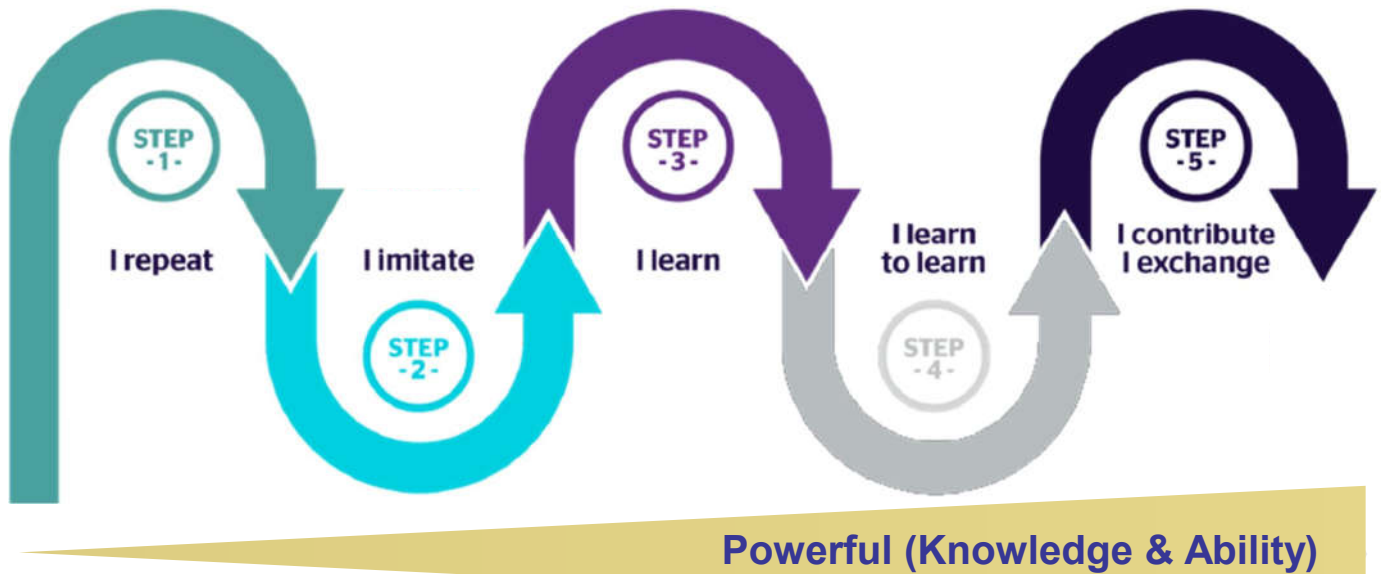 STEP
-1-
I repeat
I imitate
STEP
-2-
STEP
-3-
I learn
I learn
to learn
STEP
-4-
STEP
-5-
I contribute
I exchange
Powerful (Knowledge & Ability)